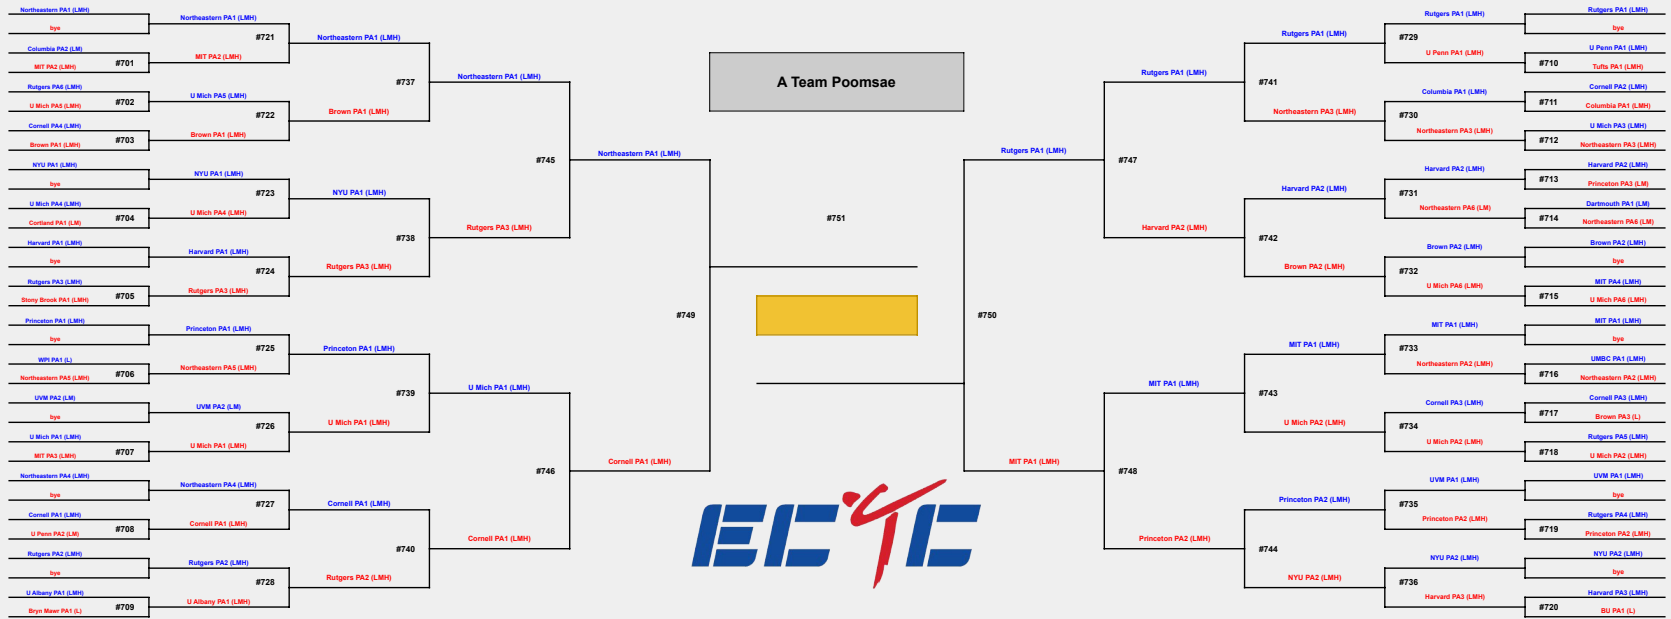 Northeastern PA1 (LMH)
bye
Columbia PA2 (LM)
#701
MIT PA2 (LMH)
Rutgers PA6 (LMH)
#702
U Mich PA5 (LMH)
Cornell PA4 (LMH)
#703
Brown PA1 (LMH)
NYU PA1 (LMH)
bye
U Mich PA4 (LMH)
#704
Cortland PA1 (LM)
Harvard PA1 (LMH)
bye
Rutgers PA3 (LMH)
#705
Stony Brook PA1 (LMH)
Princeton PA1 (LMH)
bye
WPI PA1 (L)
#706
Northeastern PA5 (LMH)
UVM PA2 (LM)
bye
U Mich PA1 (LMH)
#707
MIT PA3 (LMH)
Northeastern PA4 (LMH)
bye
Cornell PA1 (LMH)
#708
U Penn PA2 (LM)
Rutgers PA2 (LMH)
bye
U Albany PA1 (LMH)
#709
Bryn Mawr PA1 (L)
Northeastern PA1 (LMH)
#721
MIT PA2 (LMH)
U Mich PA5 (LMH)
#722
Brown PA1 (LMH)
NYU PA1 (LMH)
#723
U Mich PA4 (LMH)
Harvard PA1 (LMH)
#724
Rutgers PA3 (LMH)
Princeton PA1 (LMH)
#725
Northeastern PA5 (LMH)
UVM PA2 (LM)
#726
U Mich PA1 (LMH)
Northeastern PA4 (LMH)
#727
Cornell PA1 (LMH)
Rutgers PA2 (LMH)
#728
U Albany PA1 (LMH)
Northeastern PA1 (LMH)
#737
Brown PA1 (LMH)
NYU PA1 (LMH)
#738
Rutgers PA3 (LMH)
Princeton PA1 (LMH)
#739
U Mich PA1 (LMH)
Cornell PA1 (LMH)
#740
Rutgers PA2 (LMH)
Northeastern PA1 (LMH)
#745
Rutgers PA3 (LMH)
U Mich PA1 (LMH)
#746
Cornell PA1 (LMH)
Northeastern PA1 (LMH)
#749
Cornell PA1 (LMH)
A Team Poomsae
#751
ECTC
Rutgers PA1 (LMH)
#750
MIT PA1 (LMH)
Rutgers PA1 (LMH)
#747
Harvard PA2 (LMH)
MIT PA1 (LMH)
#748
Princeton PA2 (LMH)
Rutgers PA1 (LMH)
#741
Northeastern PA3 (LMH)
Harvard PA2 (LMH)
#742
Brown PA2 (LMH)
MIT PA1 (LMH)
#743
U Mich PA2 (LMH)
Princeton PA2 (LMH)
#744
NYU PA2 (LMH)
Rutgers PA1 (LMH)
#729
U Penn PA1 (LMH)
Columbia PA1 (LMH)
#730
Northeastern PA3 (LMH)
Harvard PA2 (LMH)
#731
Northeastern PA6 (LM)
Brown PA2 (LMH)
#732
U Mich PA6 (LMH)
MIT PA1 (LMH)
#733
Northeastern PA2 (LMH)
Cornell PA3 (LMH)
#734
U Mich PA2 (LMH)
UVM PA1 (LMH)
#735
Princeton PA2 (LMH)
NYU PA2 (LMH)
#736
Harvard PA3 (LMH)
Rutgers PA1 (LMH)
bye
U Penn PA1 (LMH)
#710
Tufts PA1 (LMH)
Cornell PA2 (LMH)
#711
Columbia PA1 (LMH)
U Mich PA3 (LMH)
#712
Northeastern PA3 (LMH)
Harvard PA2 (LMH)
#713
Princeton PA3 (LM)
Dartmouth PA1 (LM)
#714
Northeastern PA6 (LM)
Brown PA2 (LMH)
bye
MIT PA4 (LMH)
#715
U Mich PA6 (LMH)
MIT PA1 (LMH)
bye
UMBC PA1 (LMH)
#716
Northeastern PA2 (LMH)
Cornell PA3 (LMH)
#717
Brown PA3 (L)
Rutgers PA5 (LMH)
#718
U Mich PA2 (LMH)
UVM PA1 (LMH)
bye
Rutgers PA4 (LMH)
#719
Princeton PA2 (LMH)
NYU PA2 (LMH)
bye
Harvard PA3 (LMH)
#720
BU PA1 (L)